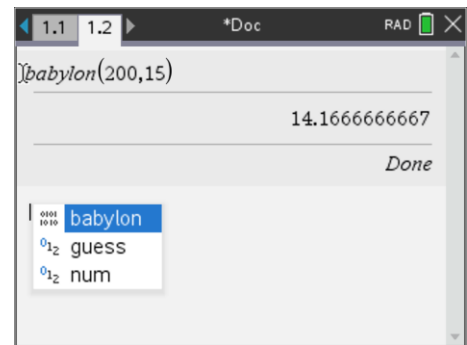 1.1 1.2 *Doc RAD
babylon(200,15)
14.1666666667
Done
babylon
guess
num